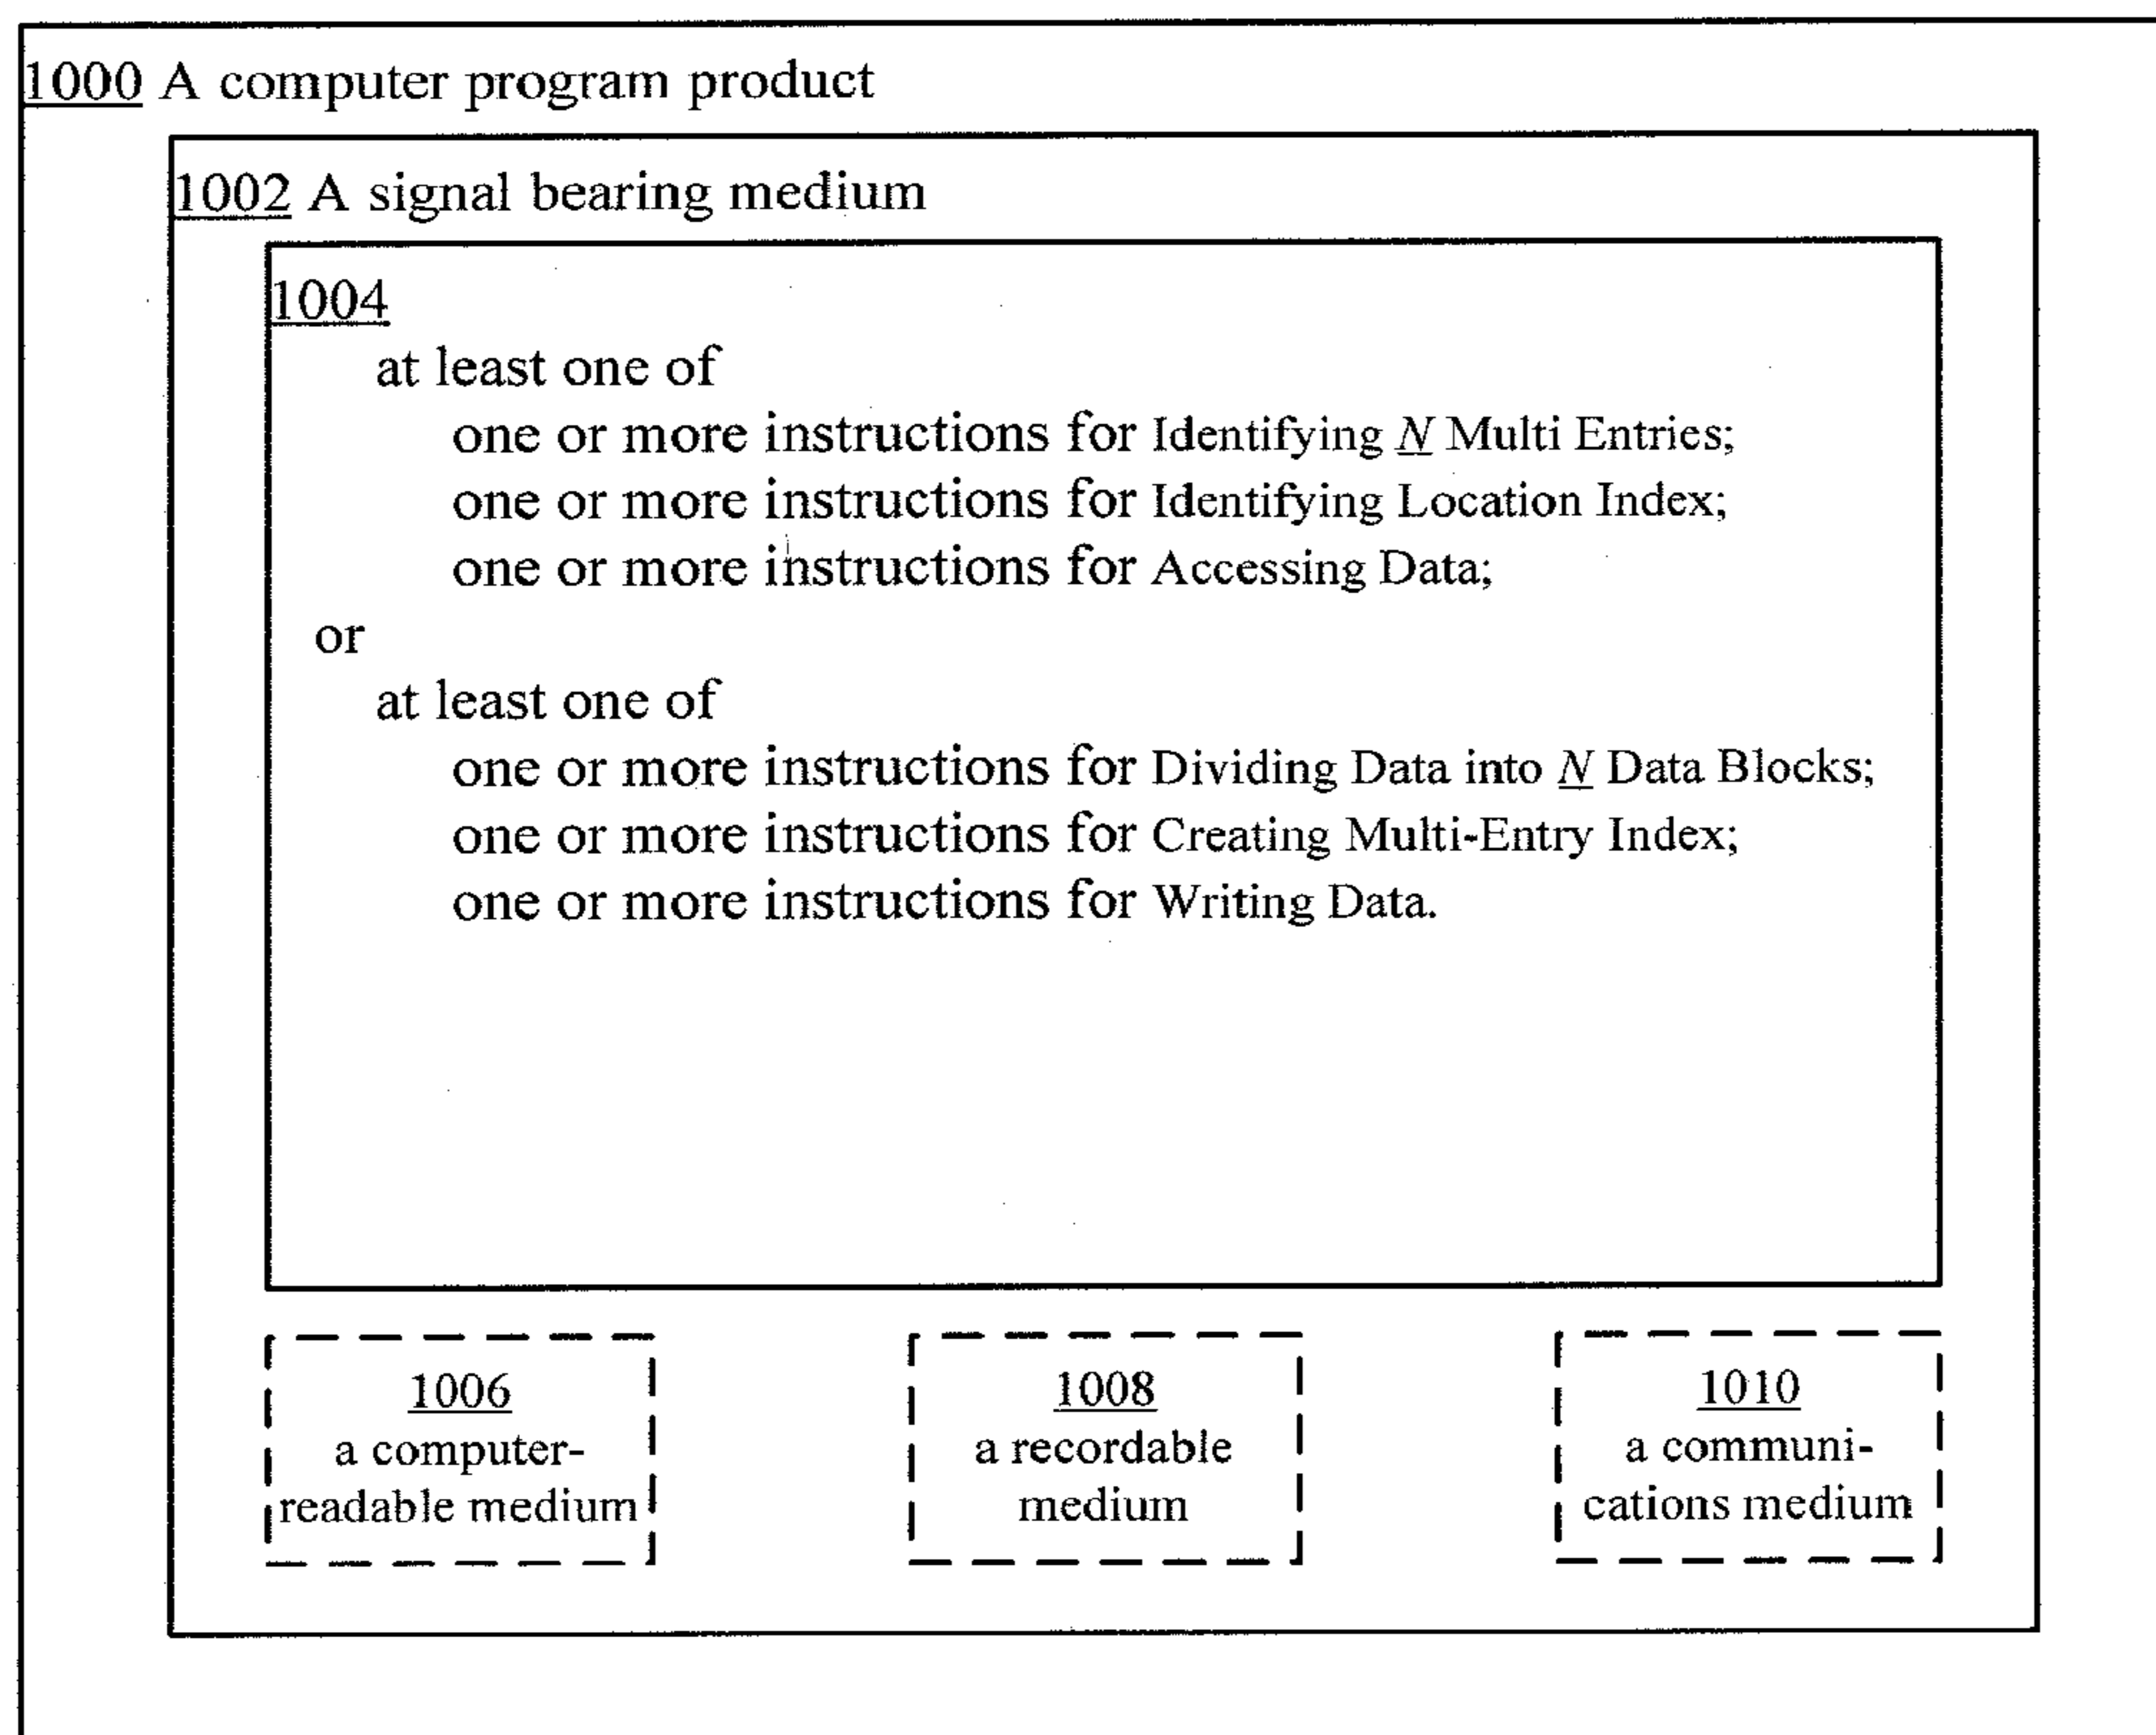 1000 A computer program product
1002 A signal bearing medium
1004
at least one of
one or more instructions for Identifying N Multi Entries;
one or more instructions for Identifying Location Index;
one or more instructions for Accessing Data;
or
at least one of
one or more instructions for Dividing Data into N Data Blocks;
one or more instructions for Creating Multi-Entry Index;
one or more instructions for Writing Data.
1006
a computer-
readable medium
1008
a recordable
medium
1010
a communi-
cations medium